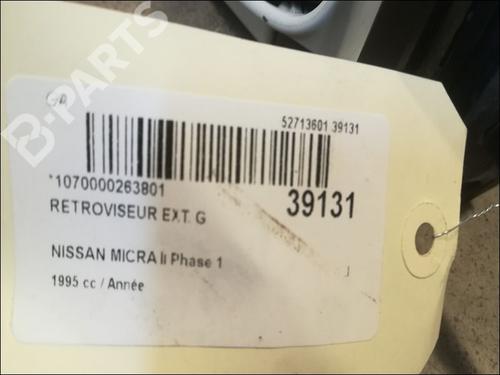 B-PARTS
52713601 39131
*1070000263801
39131
RETROVISEUR EXT. G
NISSAN MICRA II Phase 1
1995 cc / Année